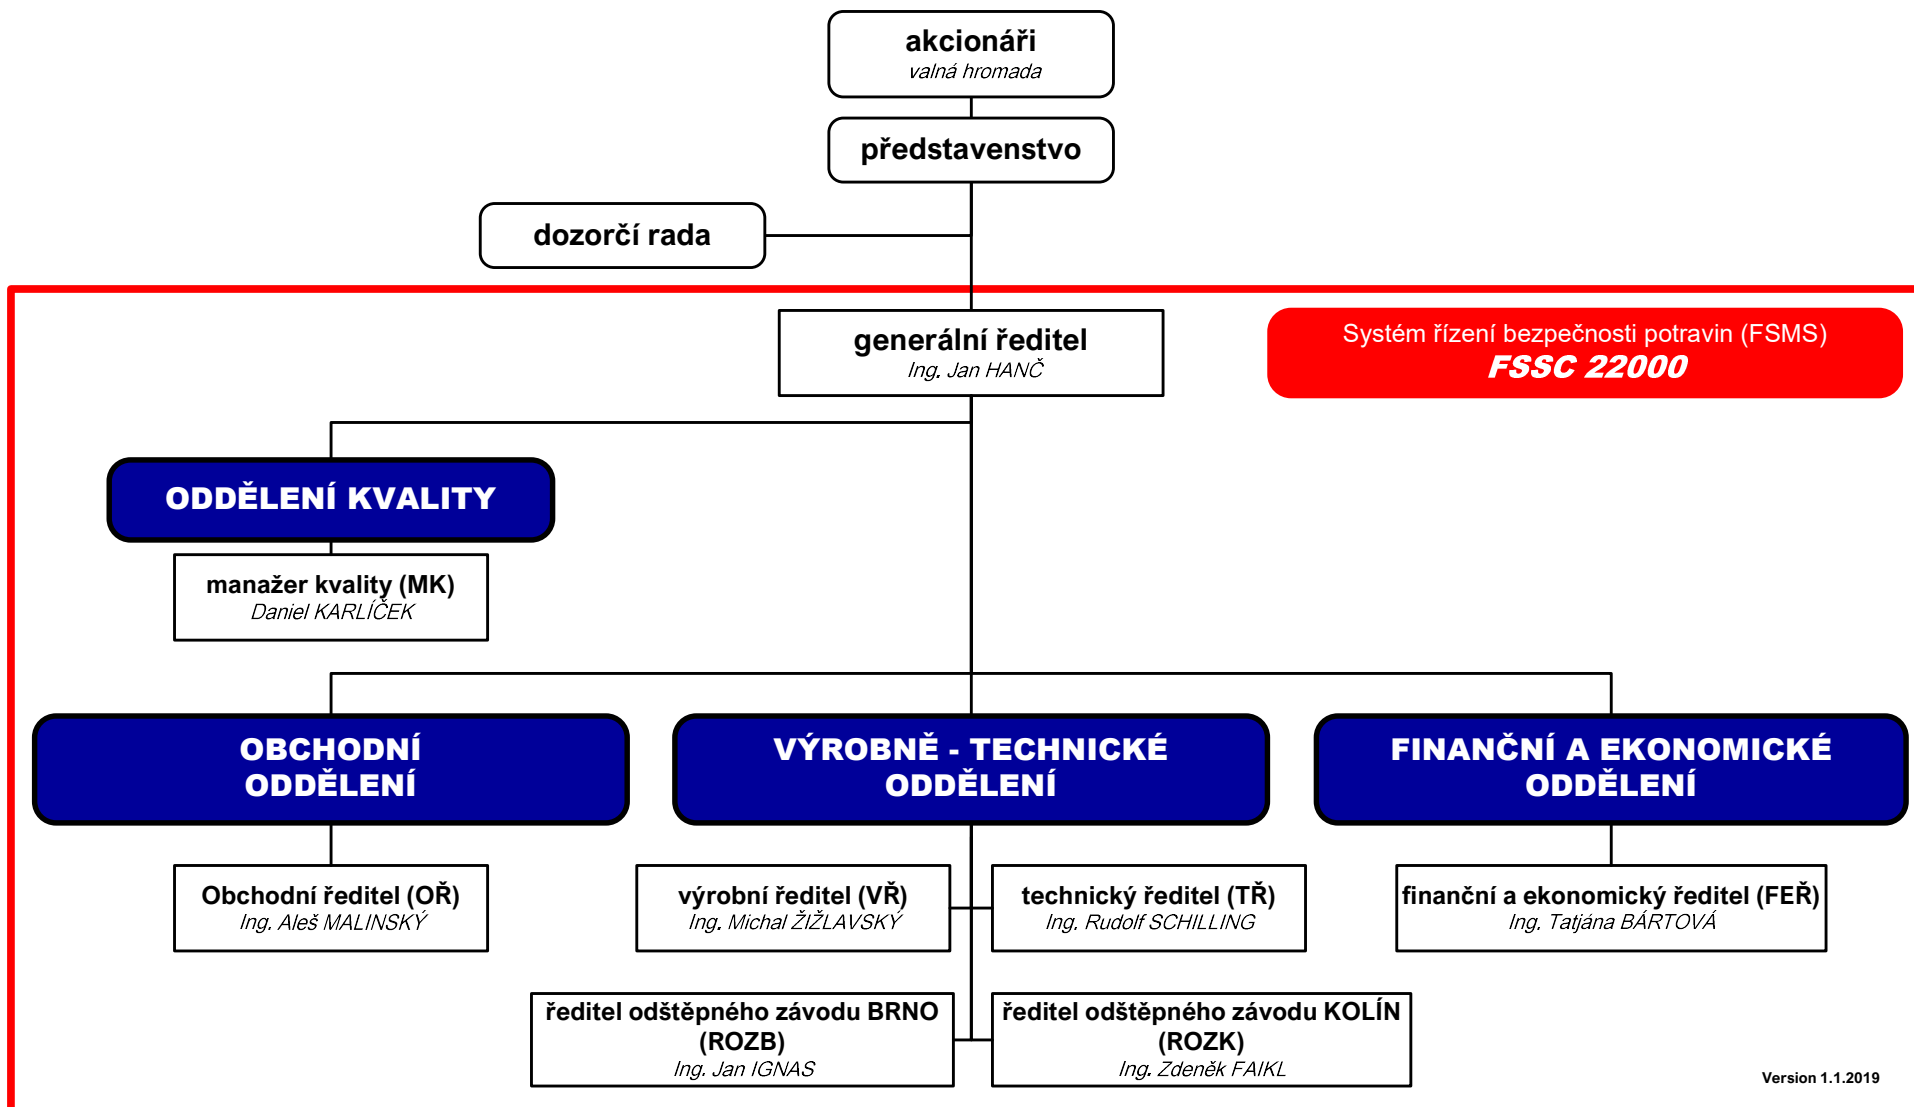 akcionáři
valná hromada
představenstvo
dozorčí rada
generální ředitel
Ing. Jan HANČ
Systém řízení bezpečnosti potravin (FSMS)
FSSC 22000
ODDĚLENÍ KVALITY
manažer kvality (MK)
Daniel KARLÍČEK
OBCHODNÍ
ODDĚLENÍ
VÝROBNĚ - TECHNICKÉ
ODDĚLENÍ
FINANČNÍ A EKONOMICKÉ
ODDĚLENÍ
Obchodní ředitel (OŘ)
Ing. Aleš MALINSKÝ
výrobní ředitel (VŘ)
Ing. Michal ŽIŽLAVSKÝ
technický ředitel (TŘ)
Ing. Rudolf SCHILLING
finanční a ekonomický ředitel (FEŘ)
Ing. Tatjána BÁRTOVÁ
ředitel odštěpného závodu BRNO
(ROZB)
Ing. Jan IGNAS
ředitel odštěpného závodu KOLÍN
(ROZK)
Ing. Zdeněk FAIKL
Version 1.1.2019